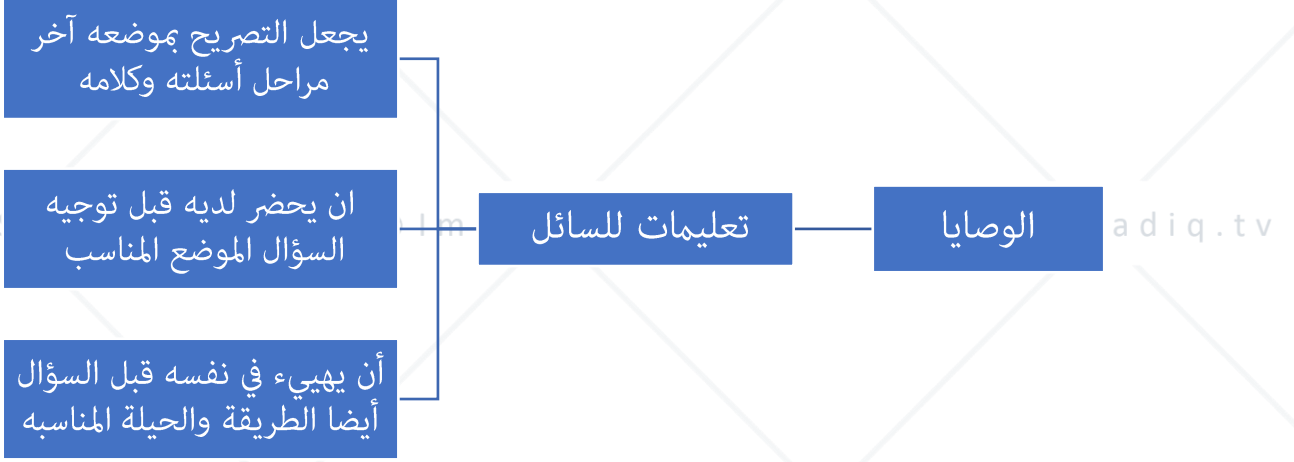 الوصايا
تعليمات للسائل
يجعل التصريح بموضعه آخر
مراحل أسئلته وكلامه
ان يحضر لديه قبل توجيه
السؤال الموضع المناسب
أن يهييء في نفسه قبل السؤال
أيضا الطريقة والحيلة المناسبه
adiq.tv